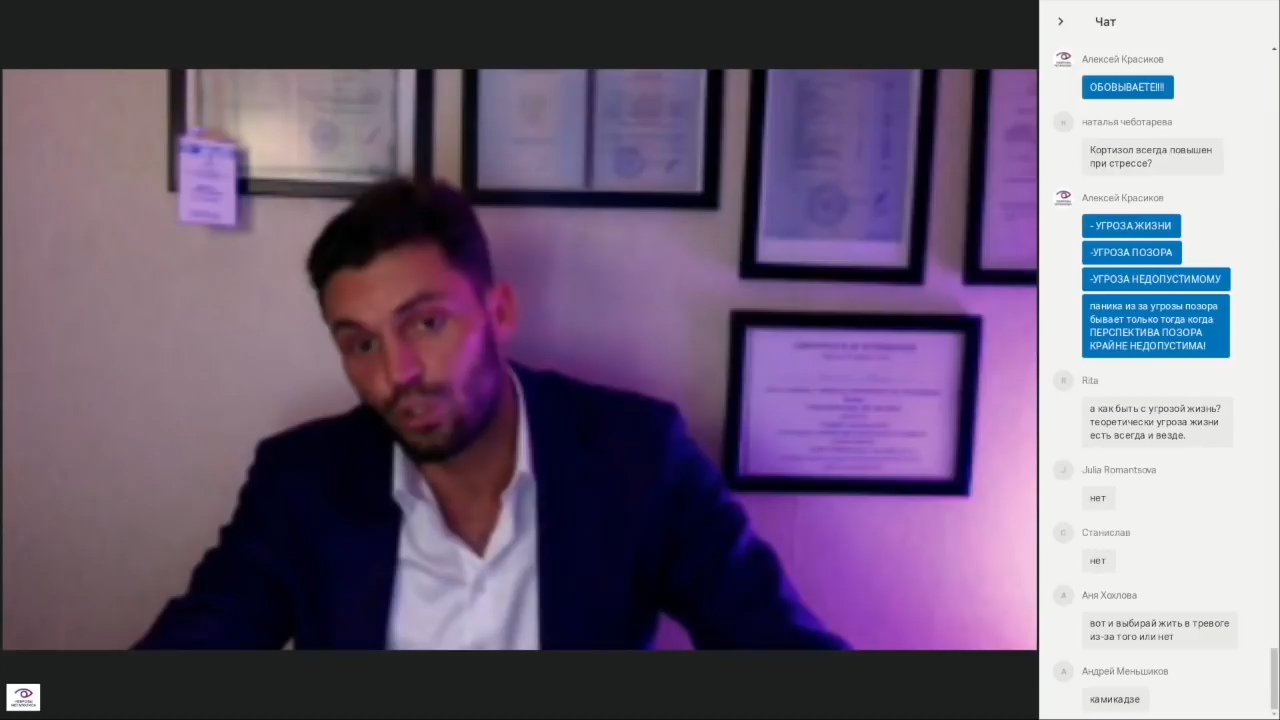 Чат
Алексей Красиков
ОБОВЫВАЕТЕ!!!!
наталья чеботарева
Кортизол всегда повышен
при стрессе?
Алексей Красиков
- УГРОЗА ЖИЗНИ
-УГРОЗА ПОЗОРА
-УГРОЗА НЕДОПУСТИМОМУ
паника из за угрозы позора
бывает только тогда когда
ПЕРСПЕКТИВА ПОЗОРА
КРАЙНЕ НЕДОПУСТИМА!
R
Rita
а как быть с угрозой жизнь?
теоретически угроза жизни
есть всегда и везде.
J
Julia Romantsova
нет
С
Станислав
нет
А
Аня Хохлова
вот и выбирай жить в тревоге
из-за того или нет
А
Андрей Меньшиков
камикадзе